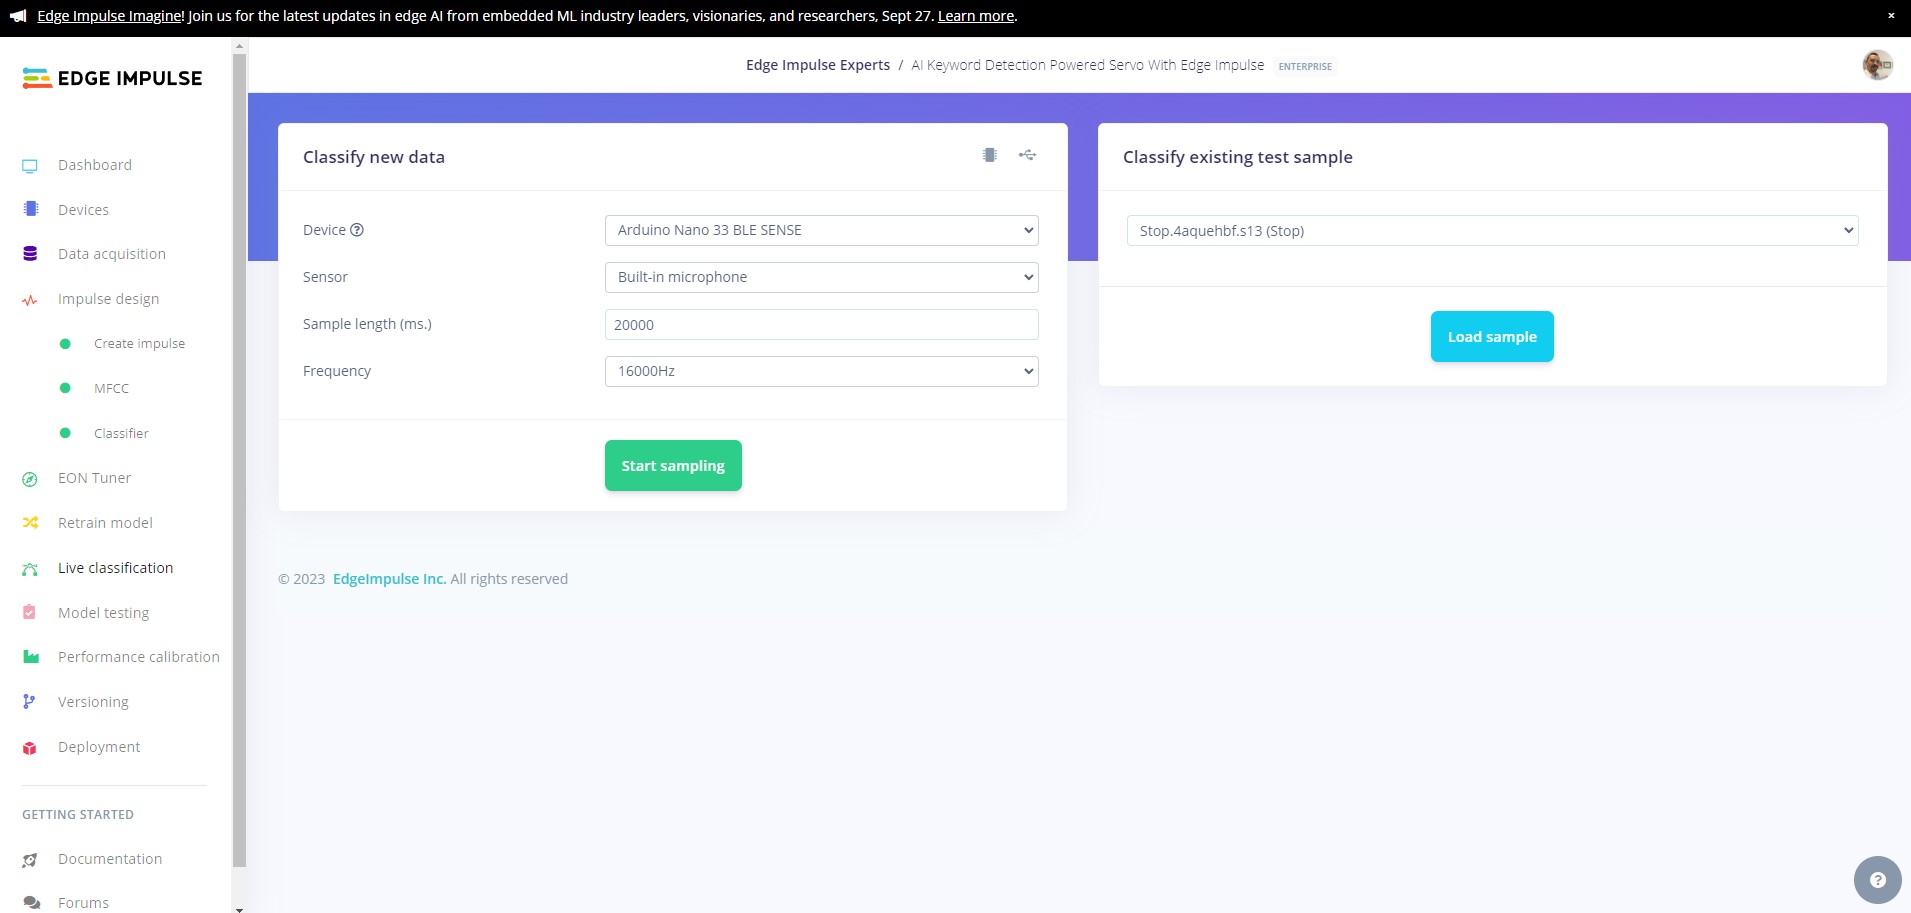 Edge Impulse Imagine! Join us for the latest updates in edge AI from embedded ML industry leaders, visionaries, and researchers, Sept 27. Learn more.
×
EDGE IMPULSE
Edge Impulse Experts / AI Keyword Detection Powered Servo With Edge Impulse ENTERPRISE
Dashboard
Devices
Data acquisition
Impulse design
Create impulse
MFCC
Classifier
EON Tuner
Retrain model
Live classification
Model testing
Performance calibration
Versioning
Deployment
GETTING STARTED
Documentation
Forums
Classify new data
Device ?
Arduino Nano 33 BLE SENSE
Sensor
Built-in microphone
Sample length (ms.)
20000
Frequency
16000Hz
Start sampling
Classify existing test sample
Stop.4aquehbf.s13 (Stop)
Load sample
© 2023 EdgeImpulse Inc. All rights reserved
?